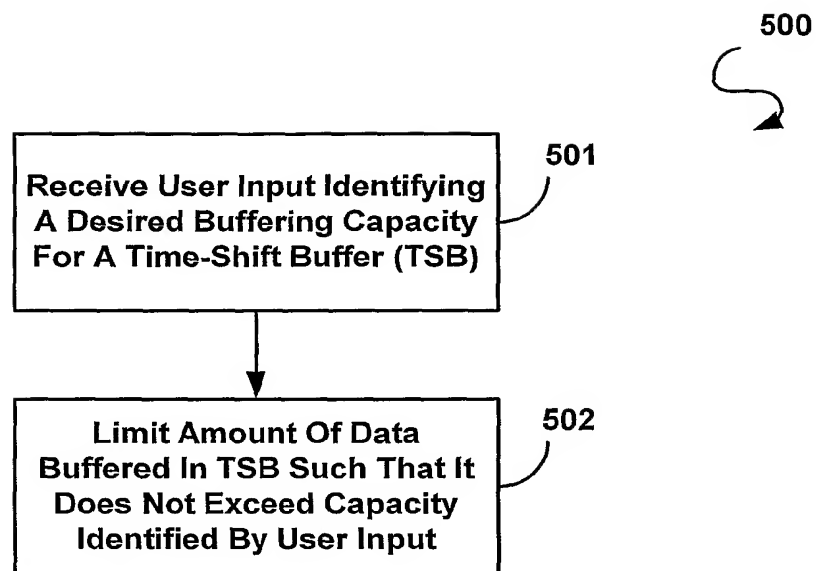 500
501
Receive User Input Identifying
A Desired Buffering Capacity
For A Time-Shift Buffer (TSB)
502
Limit Amount Of Data
Buffered In TSB Such That It
Does Not Exceed Capacity
Identified By User Input